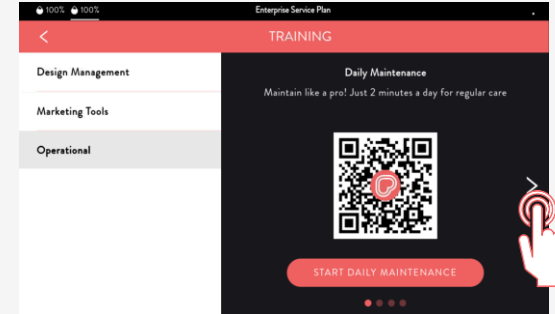 100% 100% Enterprise Service Plan
TRAINING
Design Management
Marketing Tools
Operational
Daily Maintenance
Maintain like a pro! Just 2 minutes a day for regular care
START DAILY MAINTENANCE